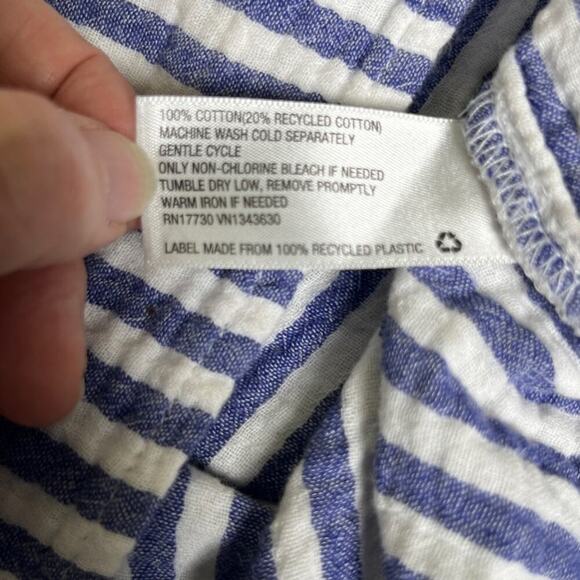 100% COTTON(20% RECYCLED COTTON)
MACHINE WASH COLD SEPARATELY
GENTLE CYCLE
ONLY NON-CHLORINE BLEACH IF NEEDED
TUMBLE DRY LOW, REMOVE PROMPTLY
WARM IRON IF NEEDED
RN17730 VN1343630
LABEL MADE FROM 100% RECYCLED PLASTIC